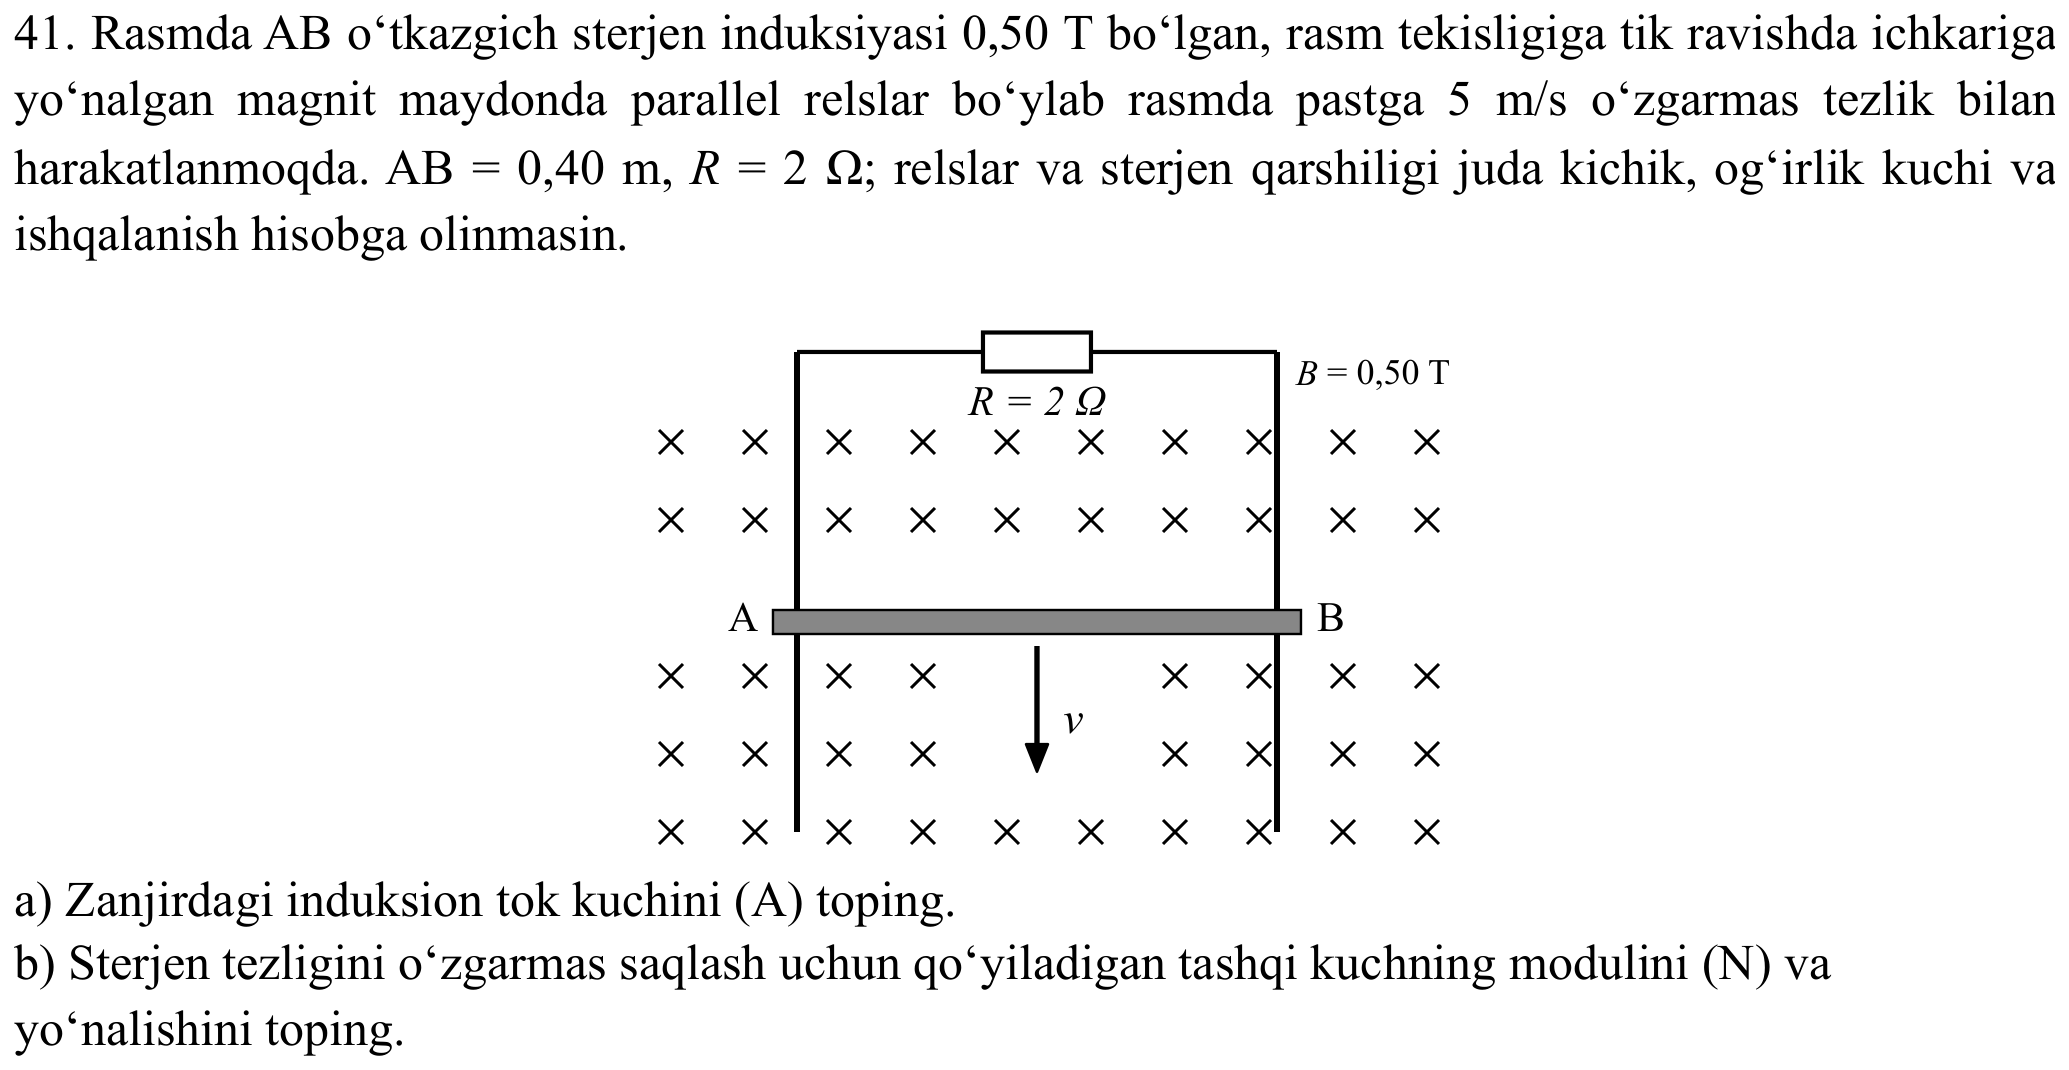 41. Rasmda AB o‘tkazgich sterjen induksiyasi 0,50 T bo‘lgan, rasm tekisligiga tik ravishda ichkariga
yo‘nalgan magnit maydonda parallel relslar bo‘ylab rasmda pastga 5 m/s o‘zgarmas tezlik bilan
harakatlanmoqda. AB = 0,40 m, R = 2 Ω; relslar va sterjen qarshiligi juda kichik, og‘irlik kuchi va
ishqalanish hisobga olinmasin.
B = 0,50 T
R = 2 Ω
A
B
v
a) Zanjirdagi induksion tok kuchini (A) toping.
b) Sterjen tezligini o‘zgarmas saqlash uchun qo‘yiladigan tashqi kuchning modulini (N) va
yo‘nalishini toping.